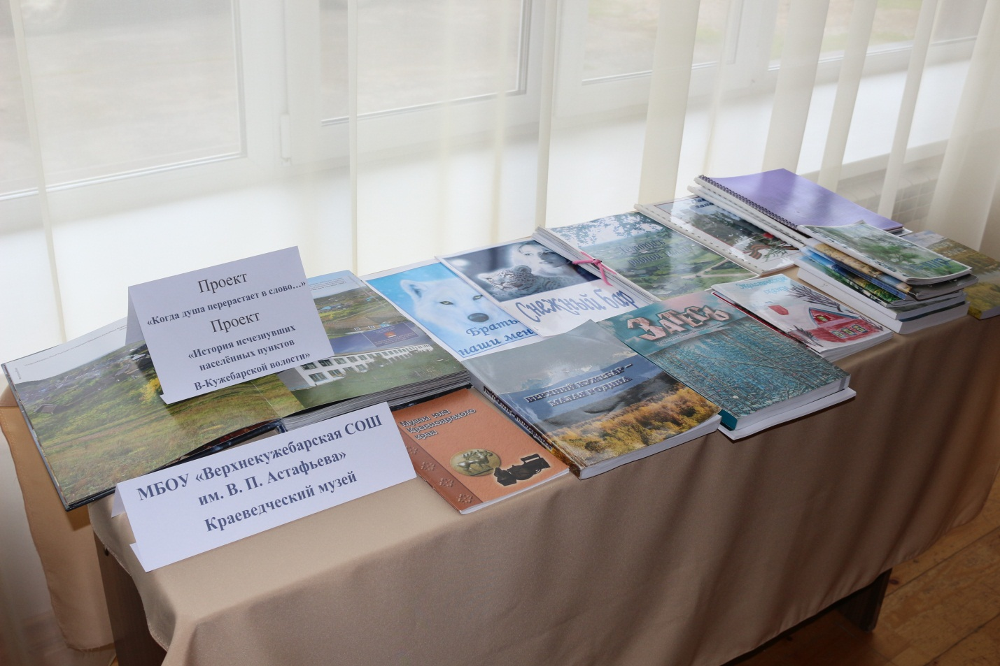 Проект
«Когда душа перерастает в слово…»
Проект
«История исчезнувших
населённых пунктов
В-Кужебарской волости»
МБОУ «Верхнекужебарская СОШ
им. В. П. Астафьева»
Краеведческий музей
Музеи юга
Красноярского
края
Братья
наши мен
Снежный бар
ВЕРХНИЙ КУЖЕБАР –
МАЛАЯ РОДИНА
ЗАТЕСЬ